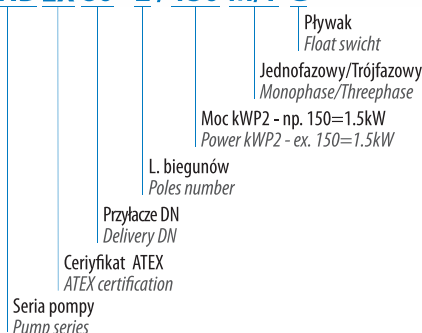 Pływak
Float swicht
Jednofazowy/Trójfazowy
Monophase/Threephase
Moc kWP2 - np. 150=1.5kW
Power kWP2 - ex. 150=1.5kW
L. biegunów
Poles number
Przyłacze DN
Delivery DN
Ceriyfikat ATEX
ATEX certification
Seria pompy
Pump series